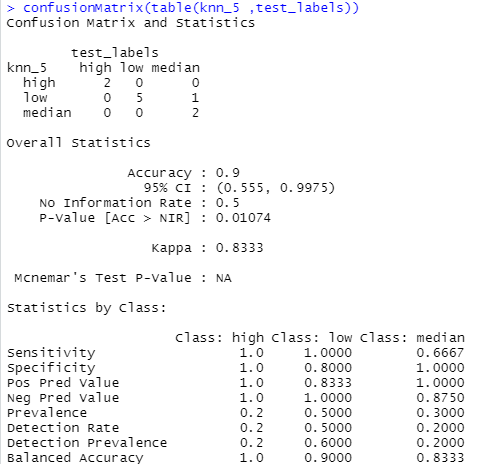 > confusionMatrix(table(knn_5 ,test_labels))
Confusion Matrix and Statistics
test_labels
knn_5 high low median
high 2 0 0
low 0 5 1
median 0 0 2
Overall Statistics
Accuracy : 0.9
95% CI : (0.555, 0.9975)
No Information Rate : 0.5
P-Value [Acc > NIR] : 0.01074
Kappa : 0.8333
Mcnemar's Test P-Value : NA
Statistics by Class:
Class: high Class: low Class: median
Sensitivity 1.0 1.0000 0.6667
Specificity 1.0 0.8000 1.0000
Pos Pred Value 1.0 0.8333 1.0000
Neg Pred Value 1.0 1.0000 0.8750
Prevalence 0.2 0.5000 0.3000
Detection Rate 0.2 0.5000 0.2000
Detection Prevalence 0.2 0.6000 0.2000
Balanced Accuracy 1.0 0.9000 0.8333